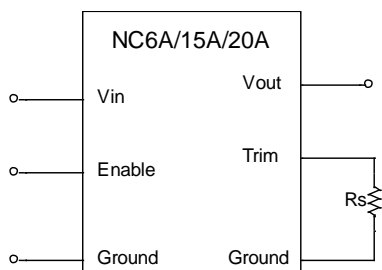 NC6A/15A/20A
Vin
Vout
Enable
Trim
Rs
Ground
Ground